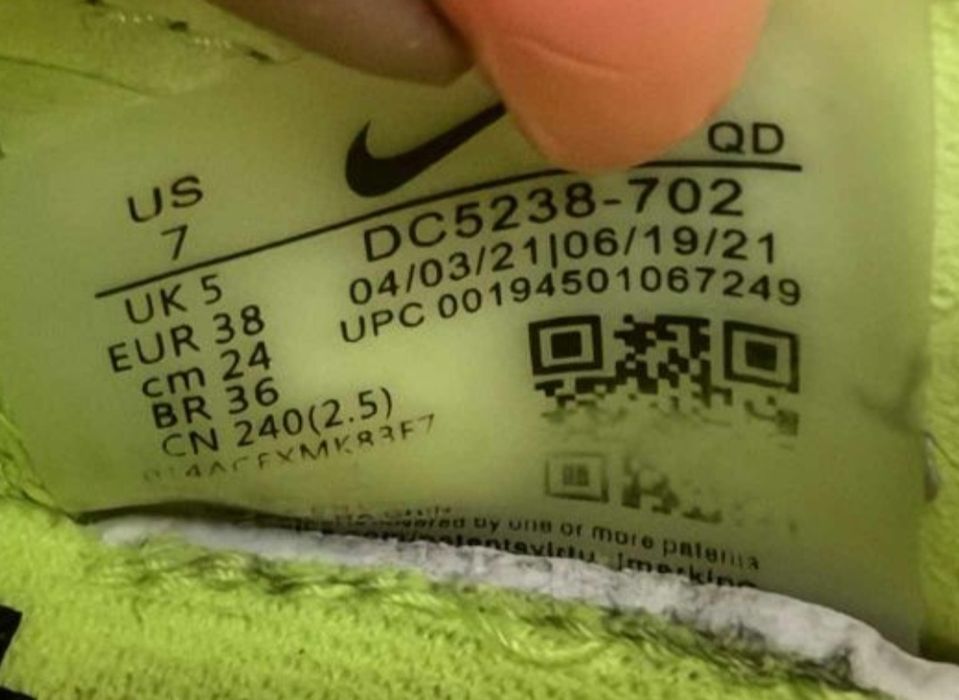 QD
US
7
DC5238-702
04/03/21|06/19/21
UPC 00194501067249
UK 5
EUR 38
cm 24
BR 36
CN 240(2.5)
by one or more patents